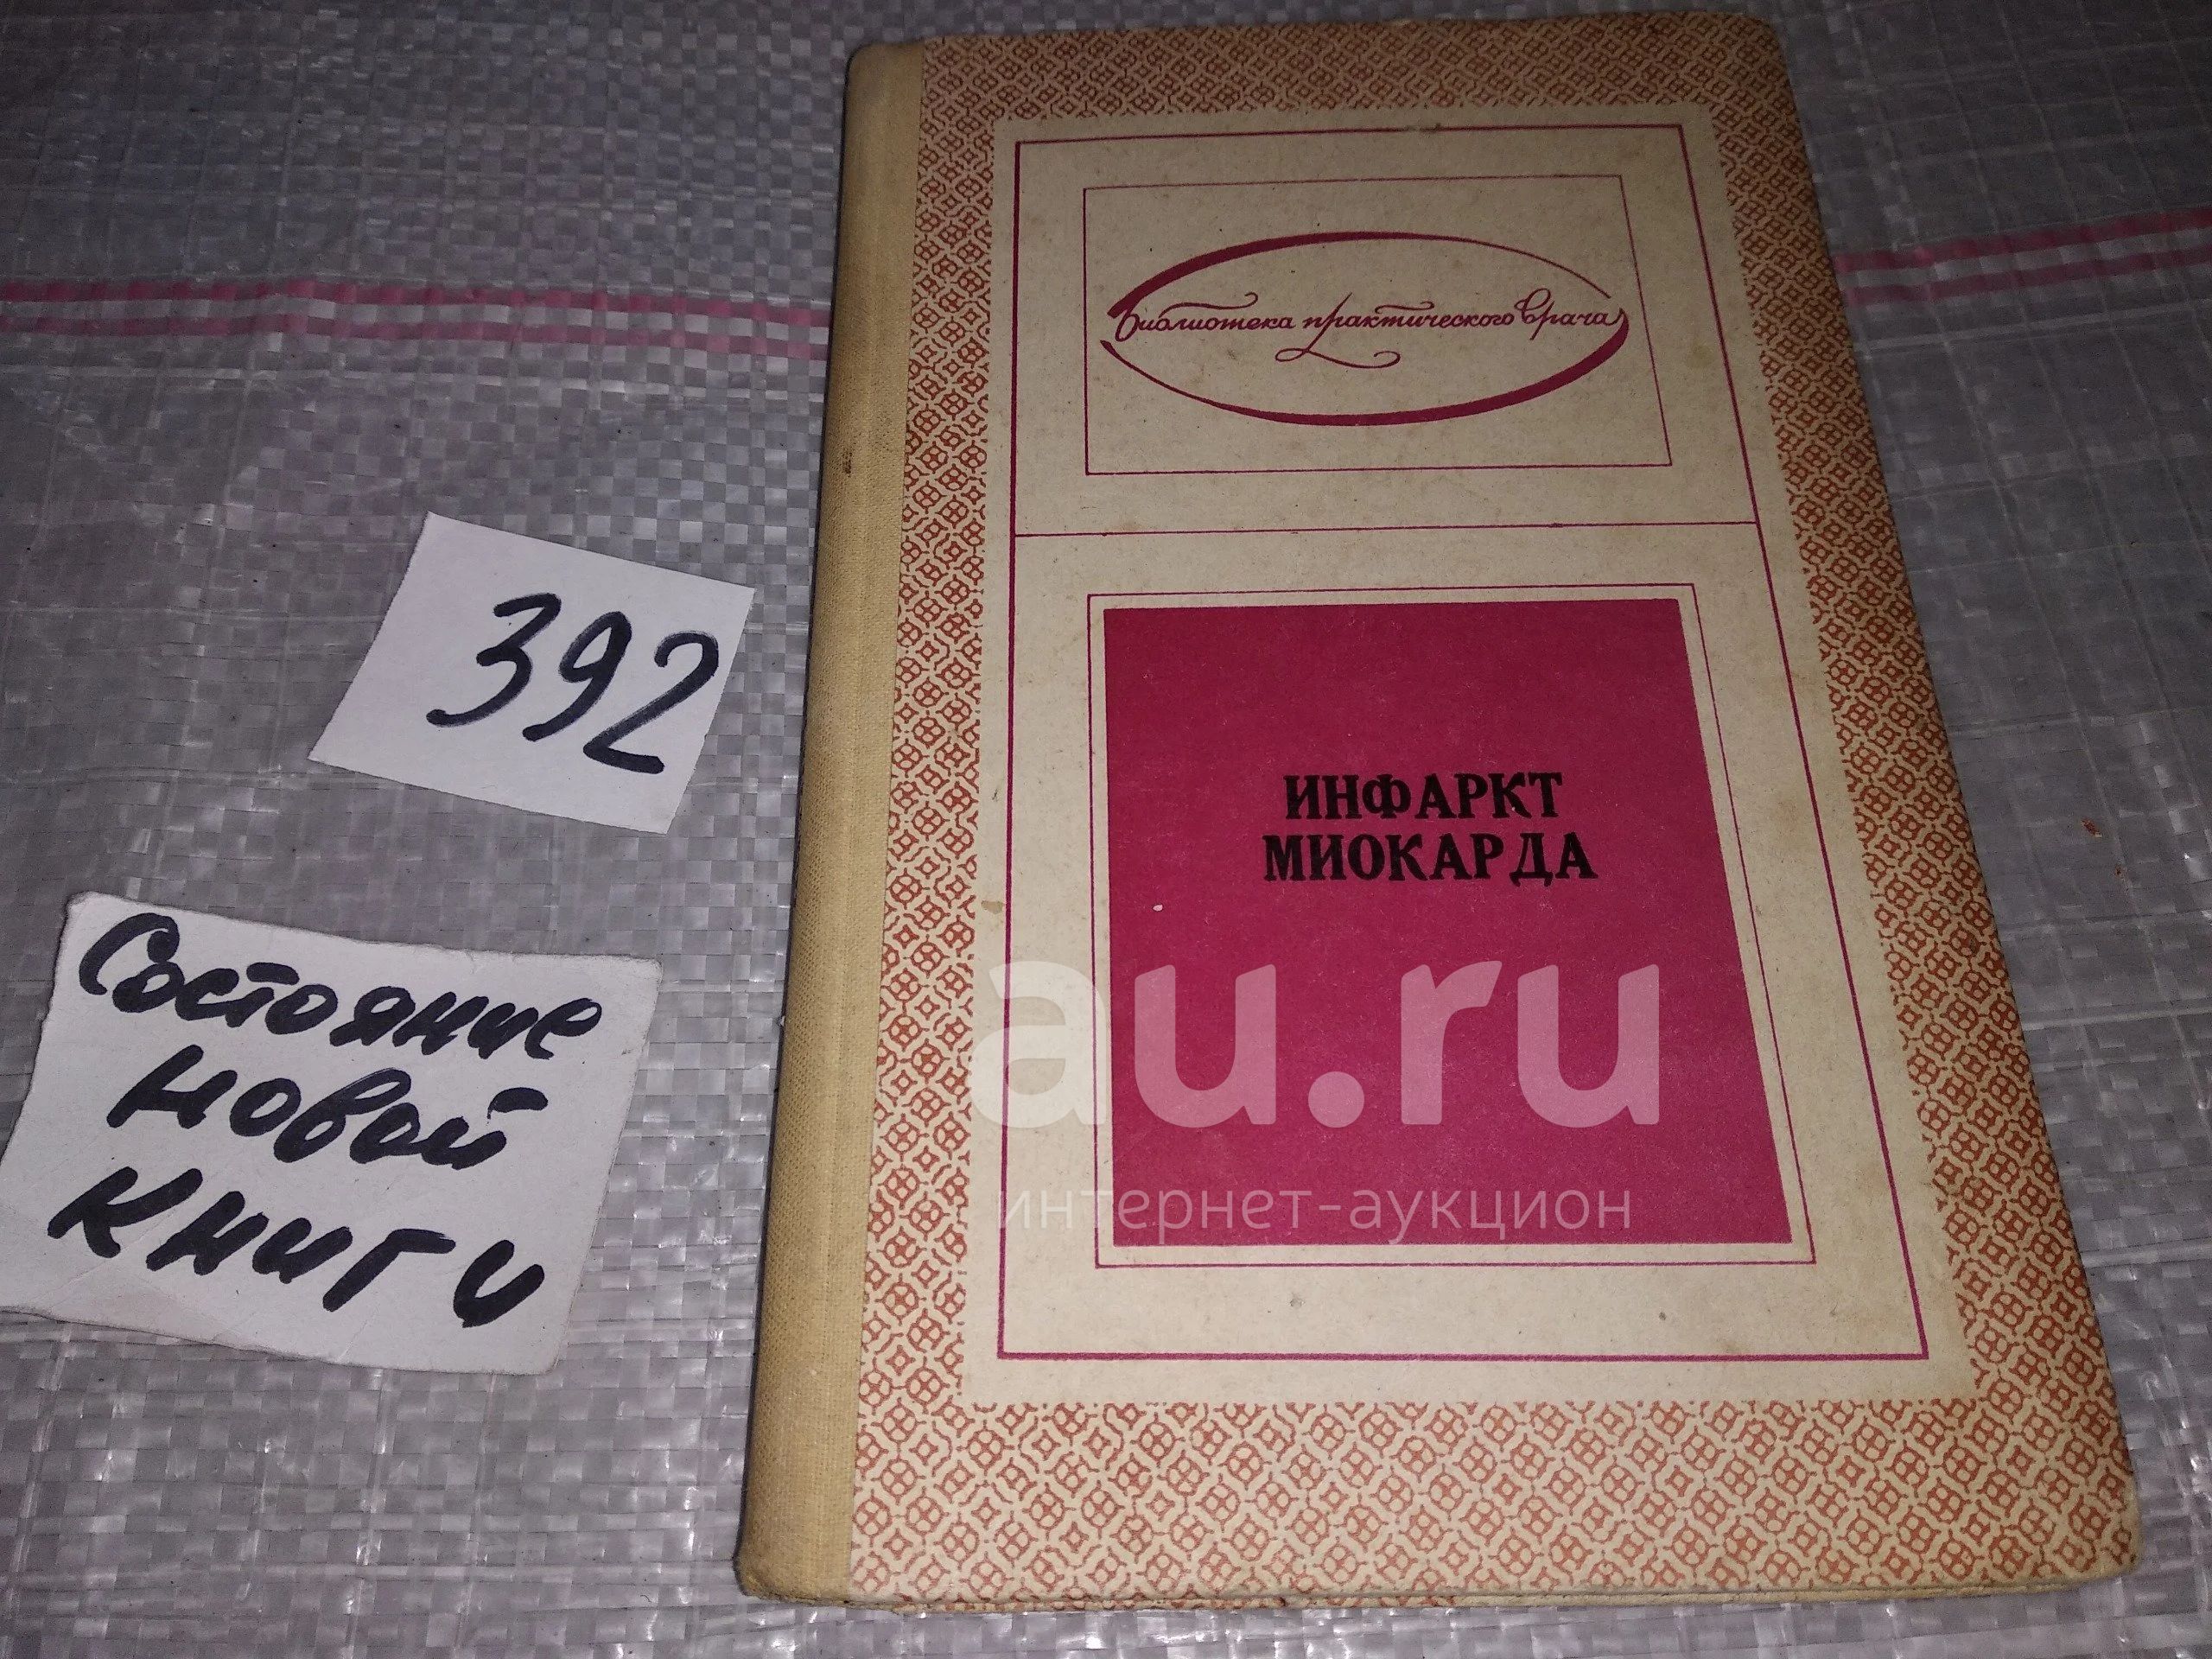 Библиотека практического врача
392
ИНФАРКТ
МИОКАРДА
Состояние
новой
книги
au.ru
интернет-аукцион